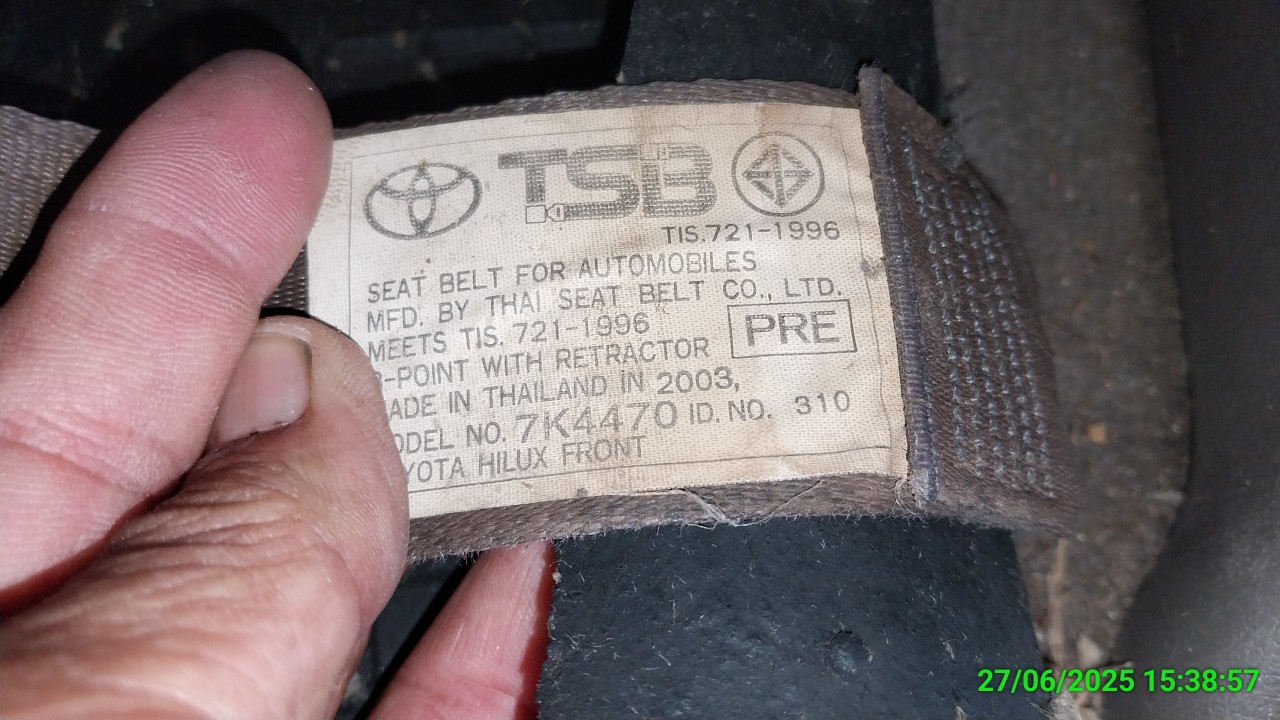 TSB
TIS.721-1996
SEAT BELT FOR AUTOMOBILES
MFD. BY THAI SEAT BELT CO., LTD.
MEETS TIS. 721-1996
PRE
-POINT WITH RETRACTOR
ADE IN THAILAND IN 2003,
ODEL NO. 7K4470 ID. NO. 310
YOTA HILUX FRONT
27/06/2025 15:38:57